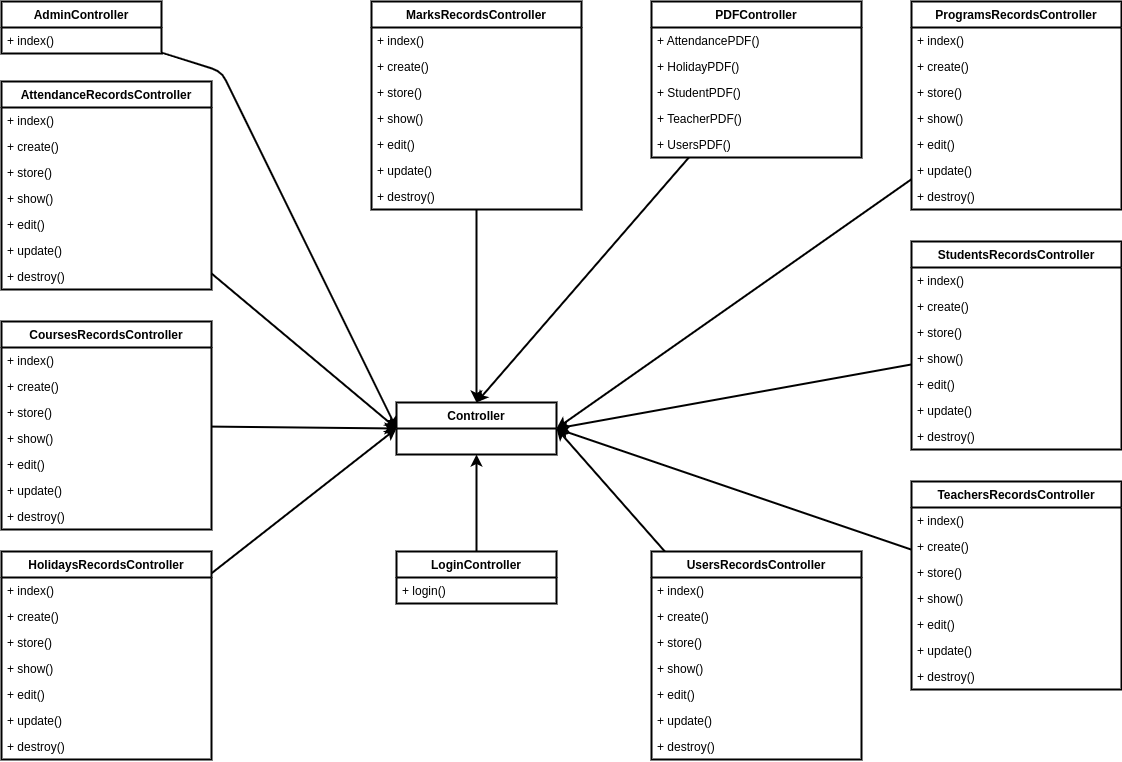 AdminController
+ index()
AttendanceRecordsController
+ index()
+ create()
+ store()
+ show()
+ edit()
+ update()
+ destroy()
CoursesRecordsController
+ index()
+ create()
+ store()
+ show()
+ edit()
+ update()
+ destroy()
HolidaysRecordsController
+ index()
+ create()
+ store()
+ show()
+ edit()
+ update()
+ destroy()
MarksRecordsController
+ index()
+ create()
+ store()
+ show()
+ edit()
+ update()
+ destroy()
Controller
LoginController
+ login()
PDFController
+ AttendancePDF()
+ HolidayPDF()
+ StudentPDF()
+ TeacherPDF()
+ UsersPDF()
UsersRecordsController
+ index()
+ create()
+ store()
+ show()
+ edit()
+ update()
+ destroy()
ProgramsRecordsController
+ index()
+ create()
+ store()
+ show()
+ edit()
+ update()
+ destroy()
StudentsRecordsController
+ index()
+ create()
+ store()
+ show()
+ edit()
+ update()
+ destroy()
TeachersRecordsController
+ index()
+ create()
+ store()
+ show()
+ edit()
+ update()
+ destroy()